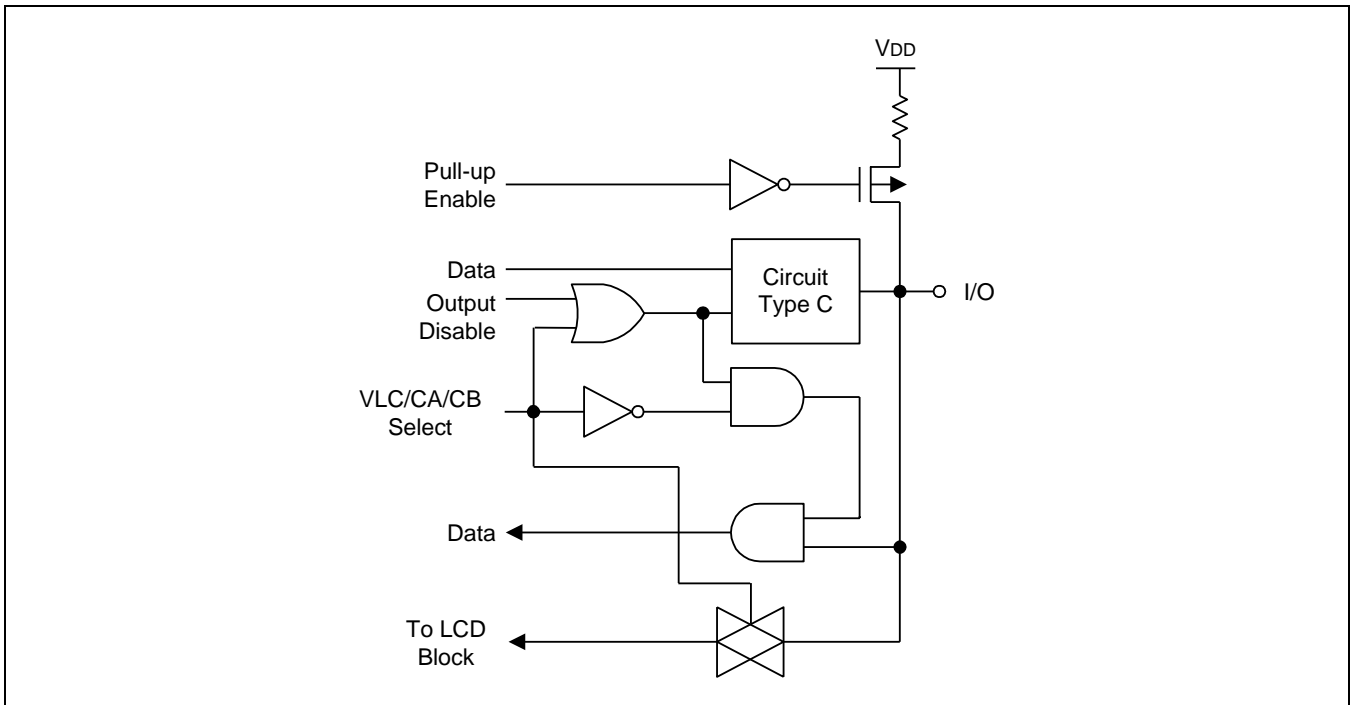 VDD
Pull-up
Enable
Data
Output
Disable
Circuit
Type C
I/O
VLC/CA/CB
Select
Data
To LCD
Block